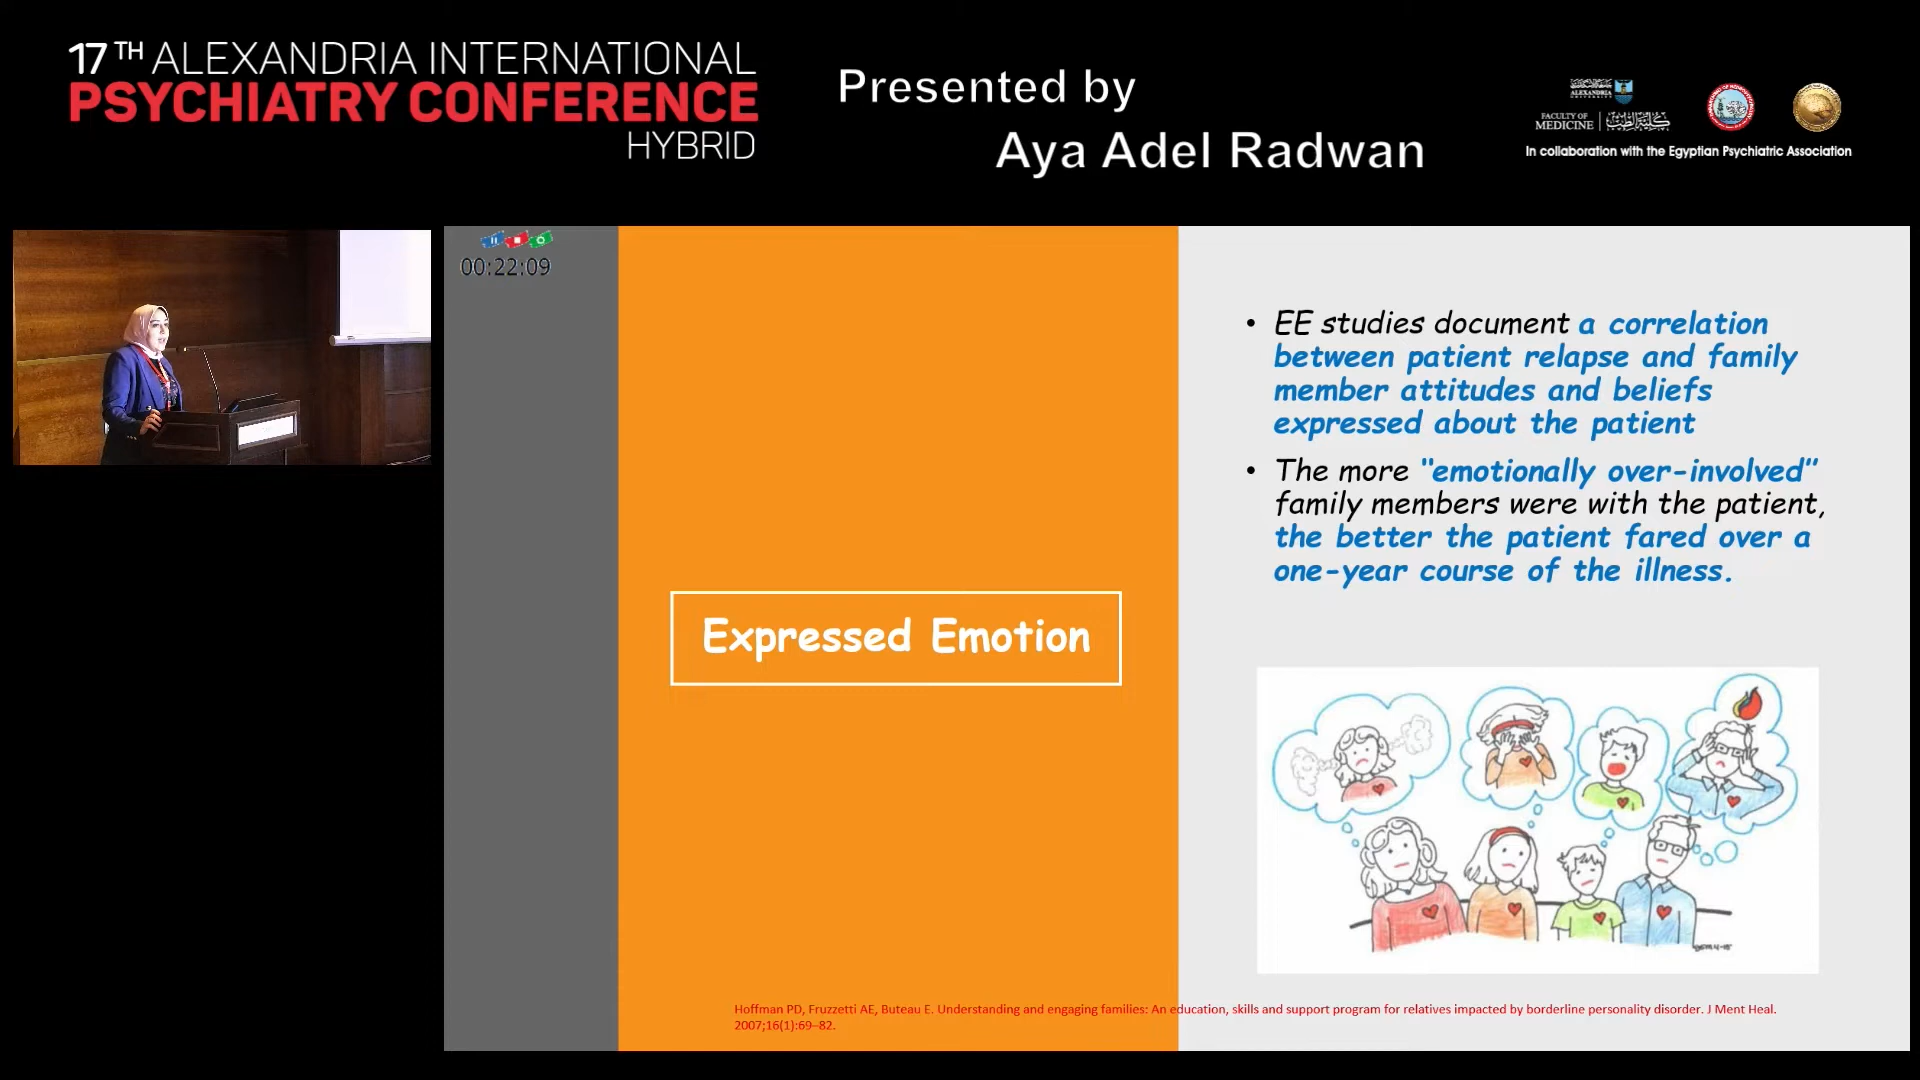 17TH ALEXANDRIA INTERNATIONAL
PSYCHIATRY CONFERENCE
HYBRID
Presented by
Aya Adel Radwan
ALEXANDRIA
FACULTY OF
MEDICINE
كلية الطب
In collaboration with the Egyptian Psychiatric Association
00:22:09
Expressed Emotion
• EE studies document a correlation
between patient relapse and family
member attitudes and beliefs
expressed about the patient
• The more "emotionally over-involved"
family members were with the patient,
the better the patient fared over a
one-year course of the illness.
Hoffman PD, Fruzzetti AE, Buteau E. Understanding and engaging families: An education, skills and support program for relatives impacted by borderline personality disorder. J Ment Heal.
2007;16(1):69–82.